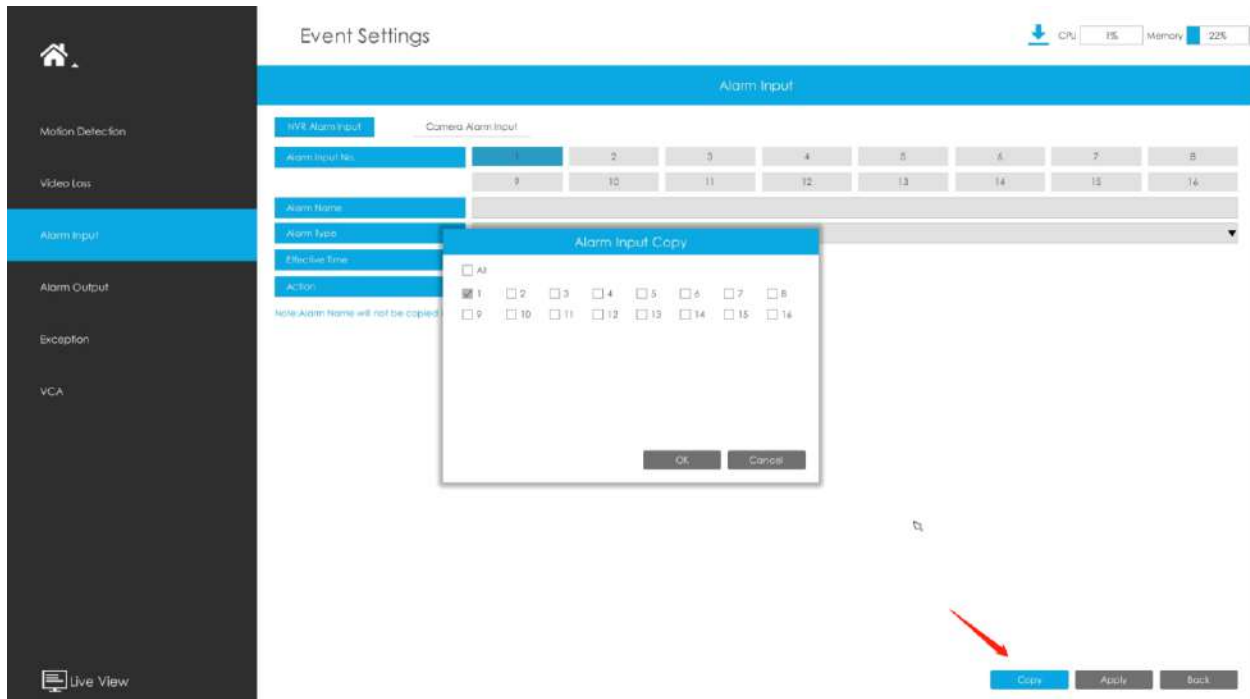 Event Settings
CPU 1% Memory 22%
Alarm Input
Motion Detection
Video Loss
Alarm Input
Alarm Output
Exception
VCA
Live View
NVR Alarm Input Camera Alarm Input
Alarm Input No. 1 2 3 4 5 6 7 8
9 10 11 12 13 14 15 16
Alarm Name
Alarm Type
Effective Time
Action
Note:Alarm Name will not be copied
Alarm Input Copy
All
1 2 3 4 5 6 7 8
9 10 11 12 13 14 15 16
OK Cancel
Copy Apply Back